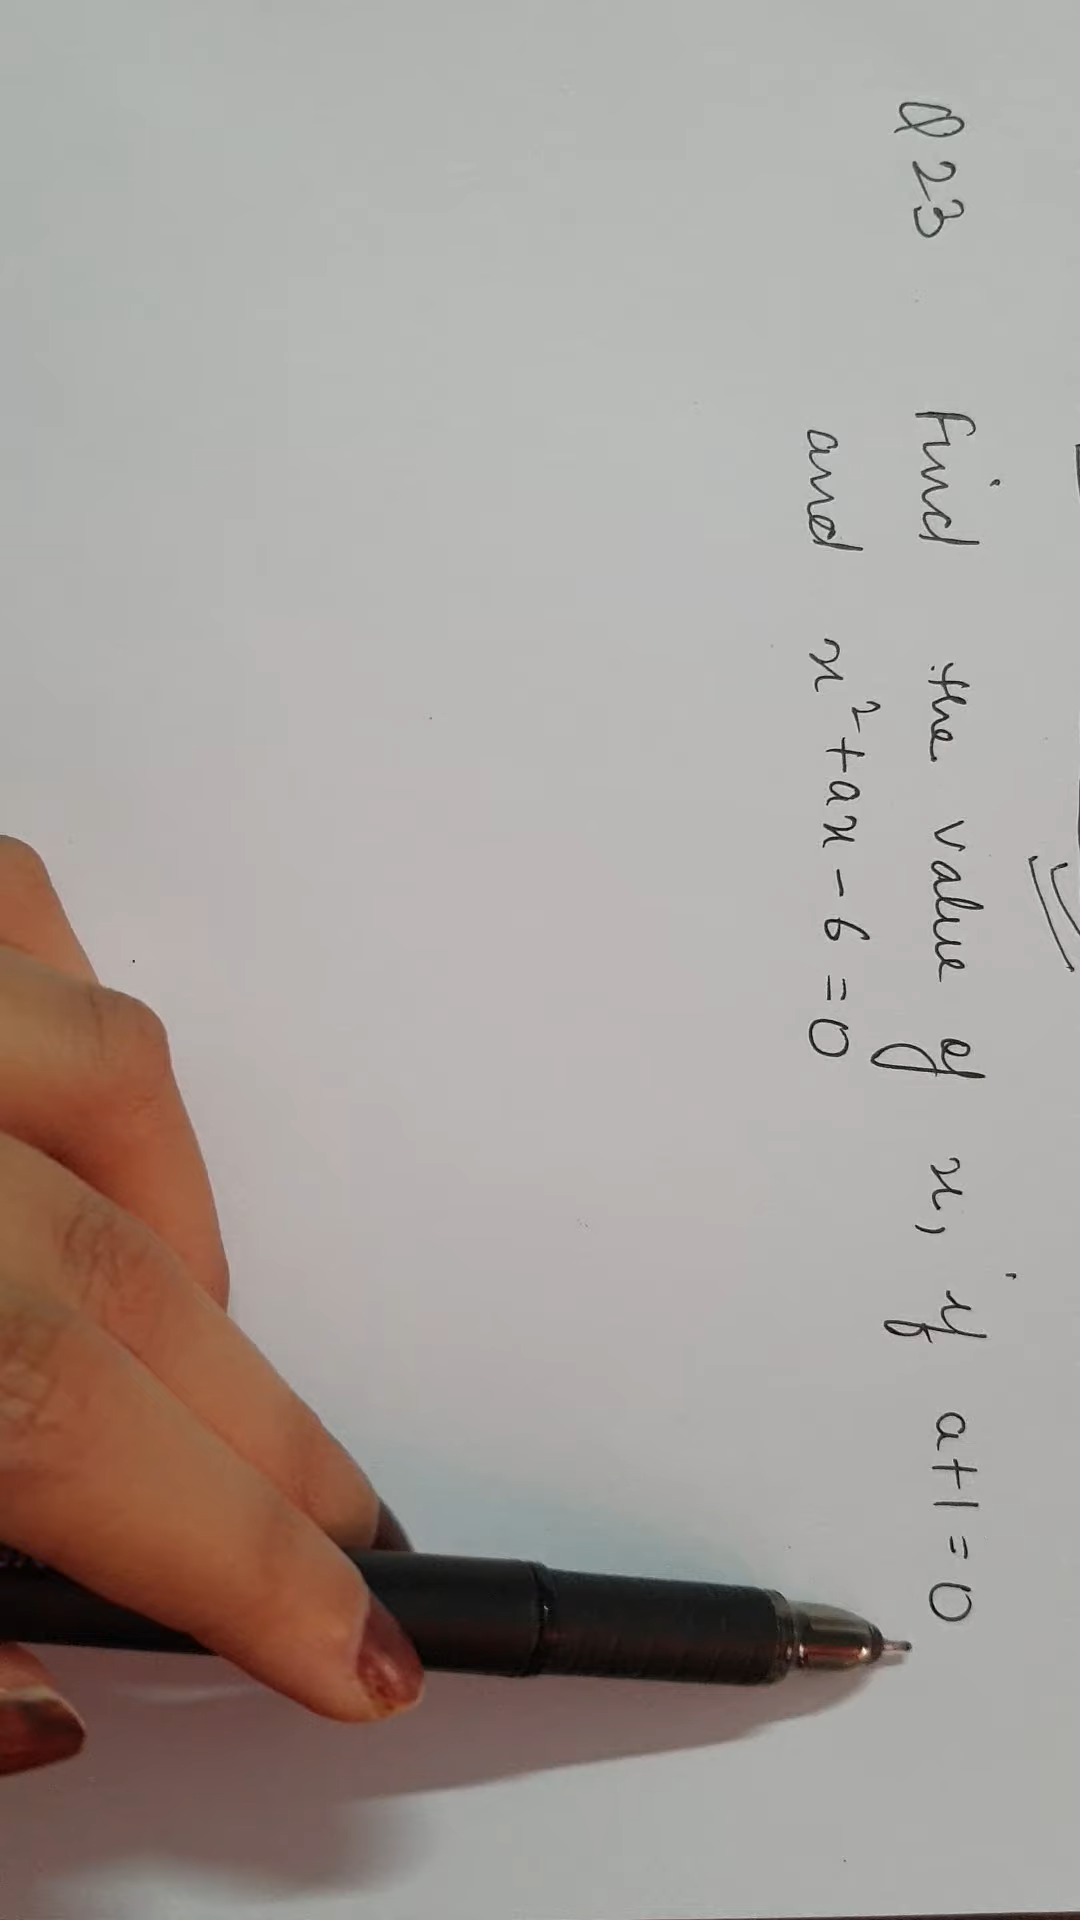 Q 23 Find the value of x, if a+1=0
and x²+ax-6=0